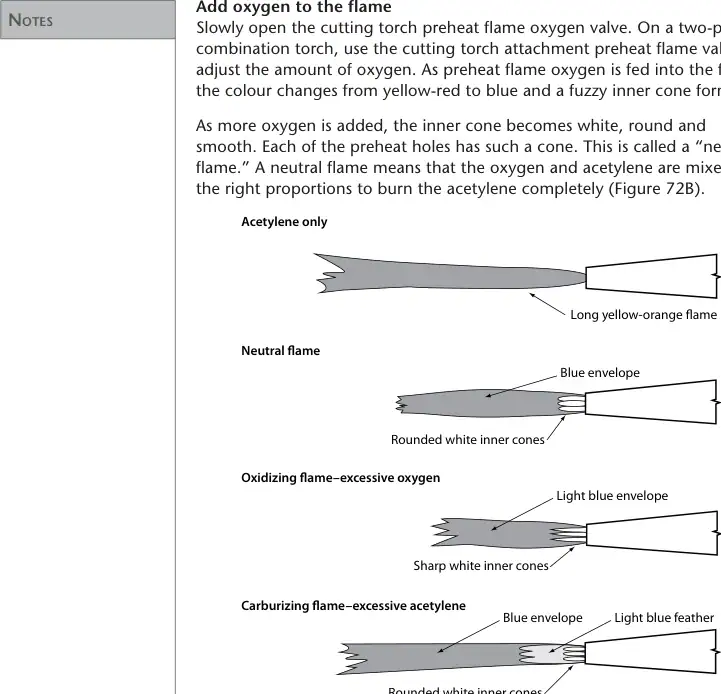 NOTES
Add oxygen to the flame
Slowly open the cutting torch preheat flame oxygen valve. On a two-p
combination torch, use the cutting torch attachment preheat flame val
adjust the amount of oxygen. As preheat flame oxygen is fed into the f
the colour changes from yellow-red to blue and a fuzzy inner cone for
As more oxygen is added, the inner cone becomes white, round and
smooth. Each of the preheat holes has such a cone. This is called a “ne
flame.” A neutral flame means that the oxygen and acetylene are mixe
the right proportions to burn the acetylene completely (Figure 72B).
Acetylene only
Long yellow-orange flame
Neutral flame
Blue envelope
Rounded white inner cones
Oxidizing flame–excessive oxygen
Light blue envelope
Sharp white inner cones
Carburizing flame–excessive acetylene
Blue envelope
Light blue feather
Rounded white inner cones